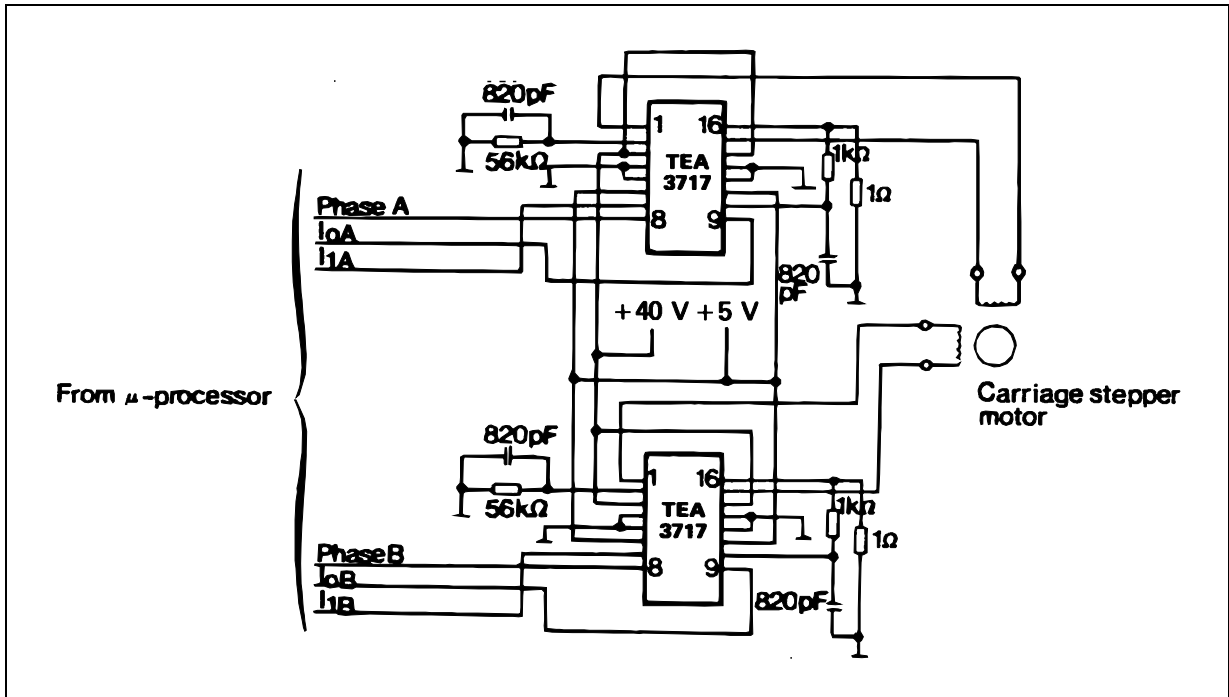 820pF
56kΩ
1 16
TEA
3717
8 9
1kΩ
1Ω
820
pF
Phase A
I0A
I1A
+40 V +5 V
From μ-processor
Carriage stepper
motor
820pF
56kΩ
1 16
TEA
3717
8 9
1kΩ
1Ω
820pF
Phase B
I0B
I1B